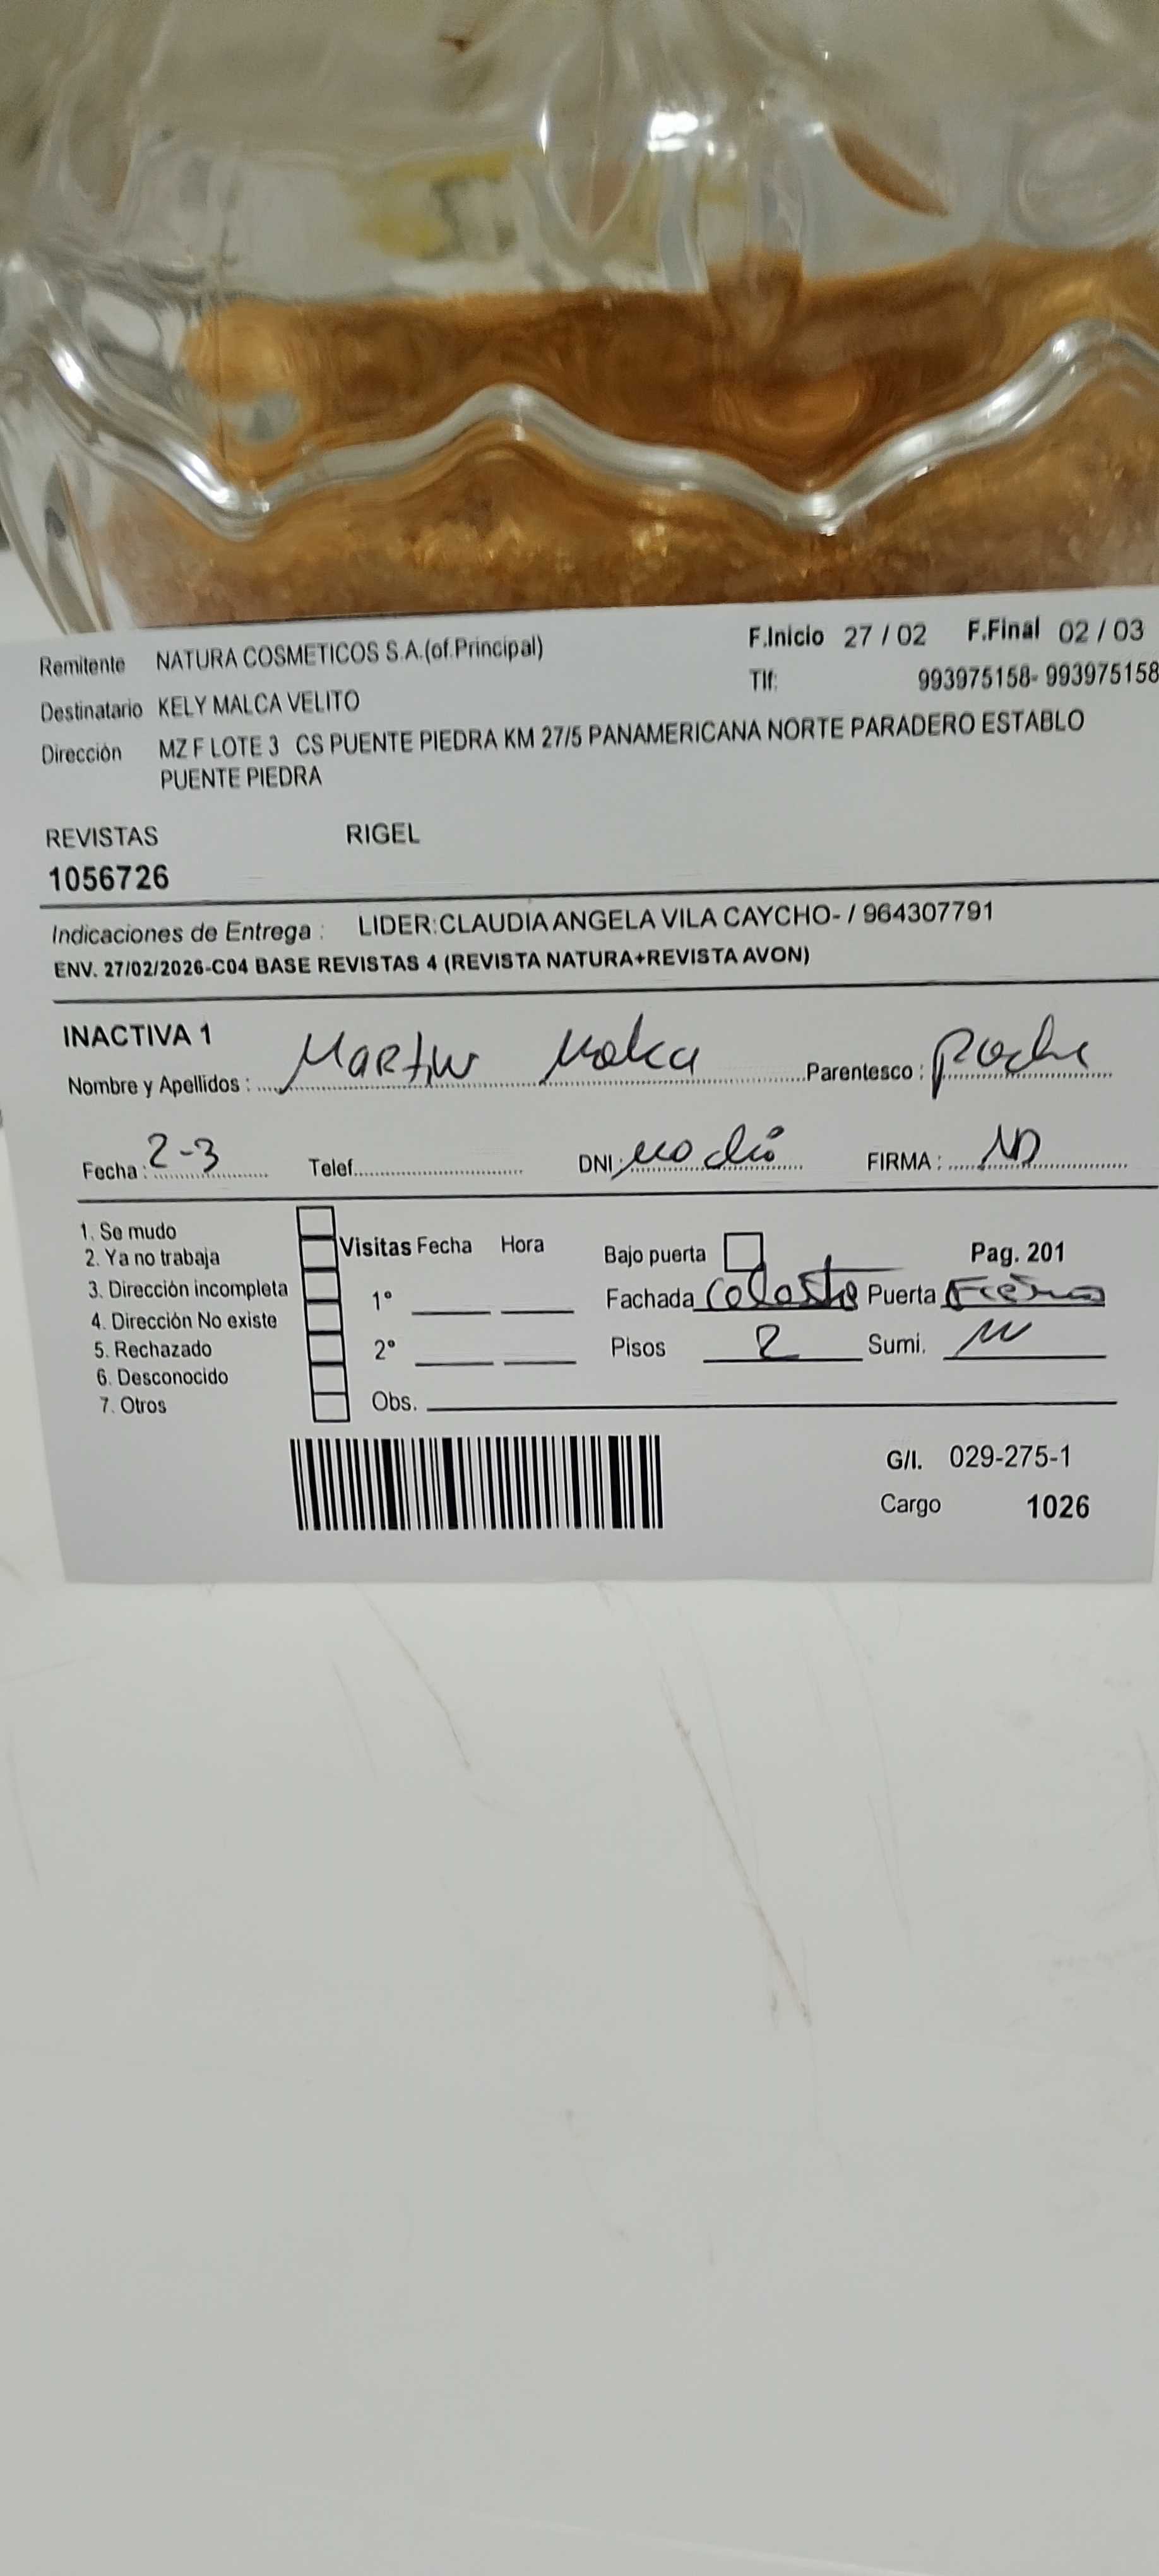 Remitente NATURA COSMETICOS S.A.(of.Principal) F.Inicio 27 / 02 F.Final 02 / 03
Destinatario KELY MALCA VELITO Tlf: 993975158- 993975158
Dirección MZ F LOTE 3 CS PUENTE PIEDRA KM 27/5 PANAMERICANA NORTE PARADERO ESTABLO
PUENTE PIEDRA
REVISTAS RIGEL
1056726
Indicaciones de Entrega : LIDER:CLAUDIA ANGELA VILA CAYCHO- / 964307791
ENV. 27/02/2026-C04 BASE REVISTAS 4 (REVISTA NATURA+REVISTA AVON)
INACTIVA 1
Nombre y Apellidos : Martin Malca Parentesco : Padre
Fecha : 2-3 Telef. DNI : no dio FIRMA : ND
1. Se mudo
2. Ya no trabaja
3. Dirección incompleta
4. Dirección No existe
5. Rechazado
6. Desconocido
7. Otros
Visitas Fecha Hora
1°
2°
Obs.
Bajo puerta Pag. 201
Fachada Celeste Puerta Fierro
Pisos 2 Sumi.
G/I. 029-275-1
Cargo 1026